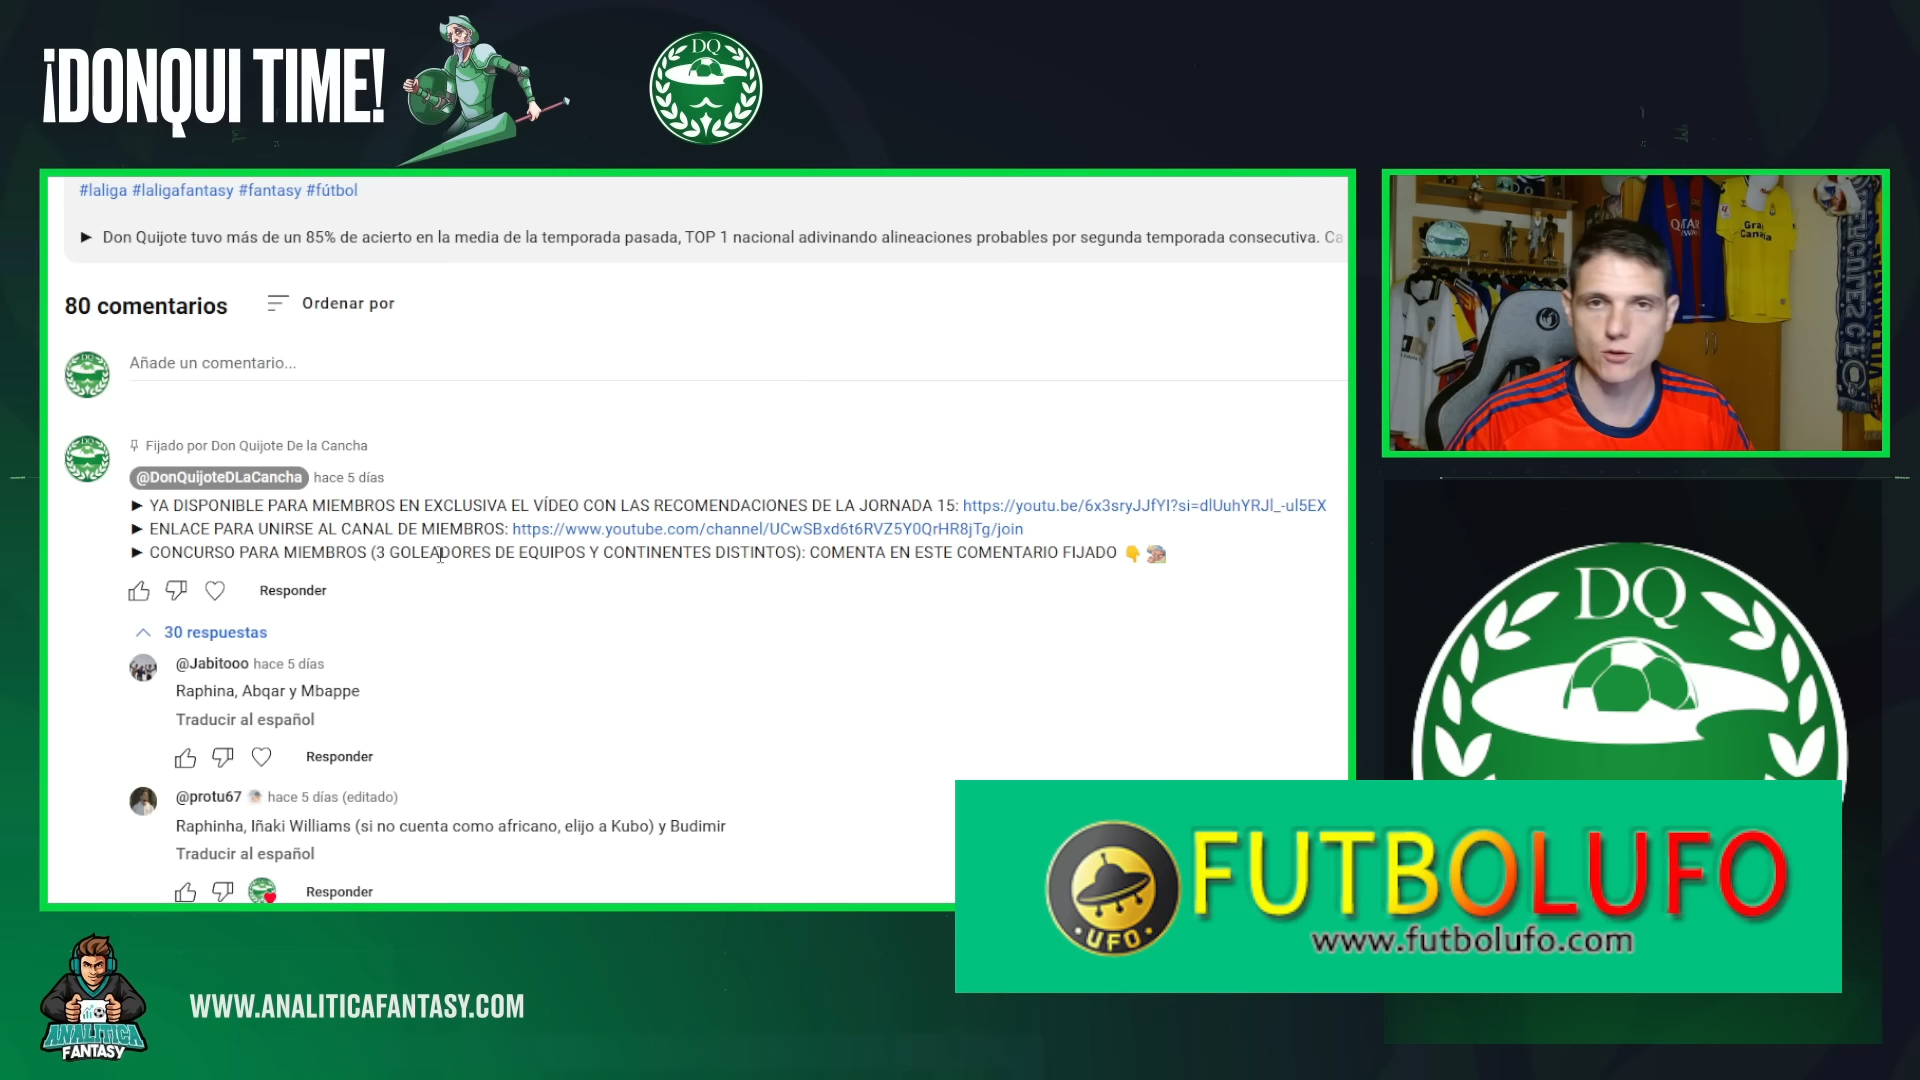 ¡DONQUI TIME!
DQ
#laliga #laligafantasy #fantasy #fútbol
► Don Quijote tuvo más de un 85% de acierto en la media de la temporada pasada, TOP 1 nacional adivinando alineaciones probables por segunda temporada consecutiva. Ca
80 comentarios
Ordenar por
Añade un comentario...
Fijado por Don Quijote De la Cancha
@DonQuijoteDLaCancha hace 5 días
► YA DISPONIBLE PARA MIEMBROS EN EXCLUSIVA EL VÍDEO CON LAS RECOMENDACIONES DE LA JORNADA 15: https://youtu.be/6x3sryJJfYI?si=dlUuhYRJl_-ul5EX
► ENLACE PARA UNIRSE AL CANAL DE MIEMBROS: https://www.youtube.com/channel/UCwSBxd6t6RVZ5Y0QrHR8jTg/join
► CONCURSO PARA MIEMBROS (3 GOLEADORES DE EQUIPOS Y CONTINENTES DISTINTOS): COMENTA EN ESTE COMENTARIO FIJADO
Responder
30 respuestas
@Jabitooo hace 5 días
Raphina, Abqar y Mbappe
Traducir al español
Responder
@protu67 hace 5 días (editado)
Raphinha, Iñaki Williams (si no cuenta como africano, elijo a Kubo) y Budimir
Traducir al español
Responder
QATAR
Gran
Canaria
DQ
UFO
FUTBOLUFO
www.futbolufo.com
ANALITICA
FANTASY
WWW.ANALITICAFANTASY.COM